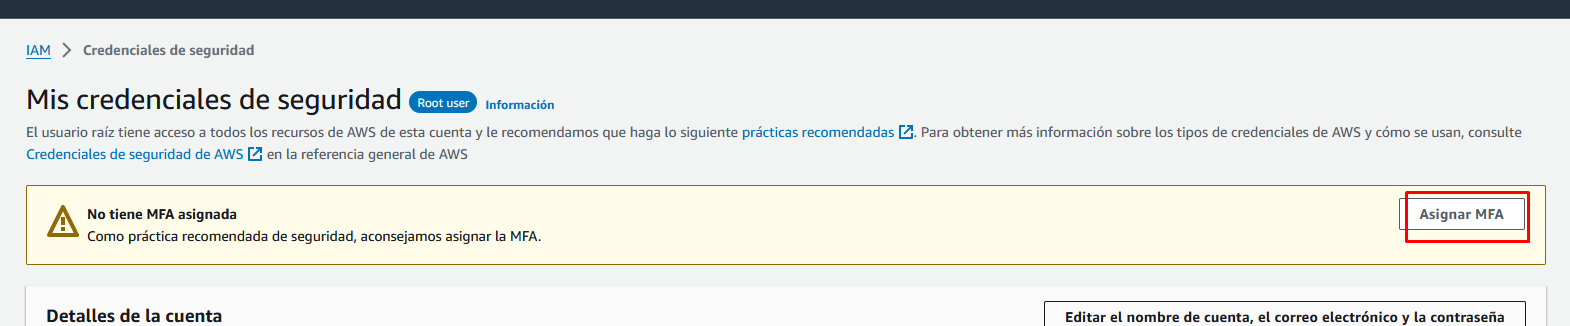 IAM > Credenciales de seguridad
Mis credenciales de seguridad Root user Información
El usuario raíz tiene acceso a todos los recursos de AWS de esta cuenta y le recomendamos que haga lo siguiente prácticas recomendadas. Para obtener más información sobre los tipos de credenciales de AWS y cómo se usan, consulte
Credenciales de seguridad de AWS en la referencia general de AWS
No tiene MFA asignada
Como práctica recomendada de seguridad, aconsejamos asignar la MFA.
Asignar MFA
Detalles de la cuenta
Editar el nombre de cuenta, el correo electrónico y la contraseña